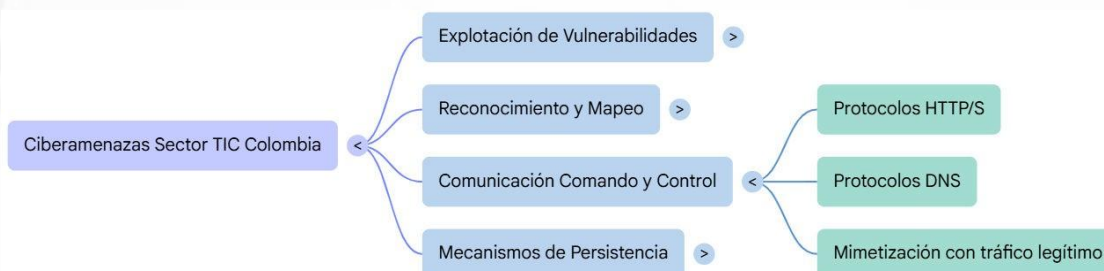 Ciberamenazas Sector TIC Colombia
<
Explotación de Vulnerabilidades
>
Reconocimiento y Mapeo
>
Comunicación Comando y Control
<
Mecanismos de Persistencia
>
Protocolos HTTP/S
Protocolos DNS
Mimetización con tráfico legítimo